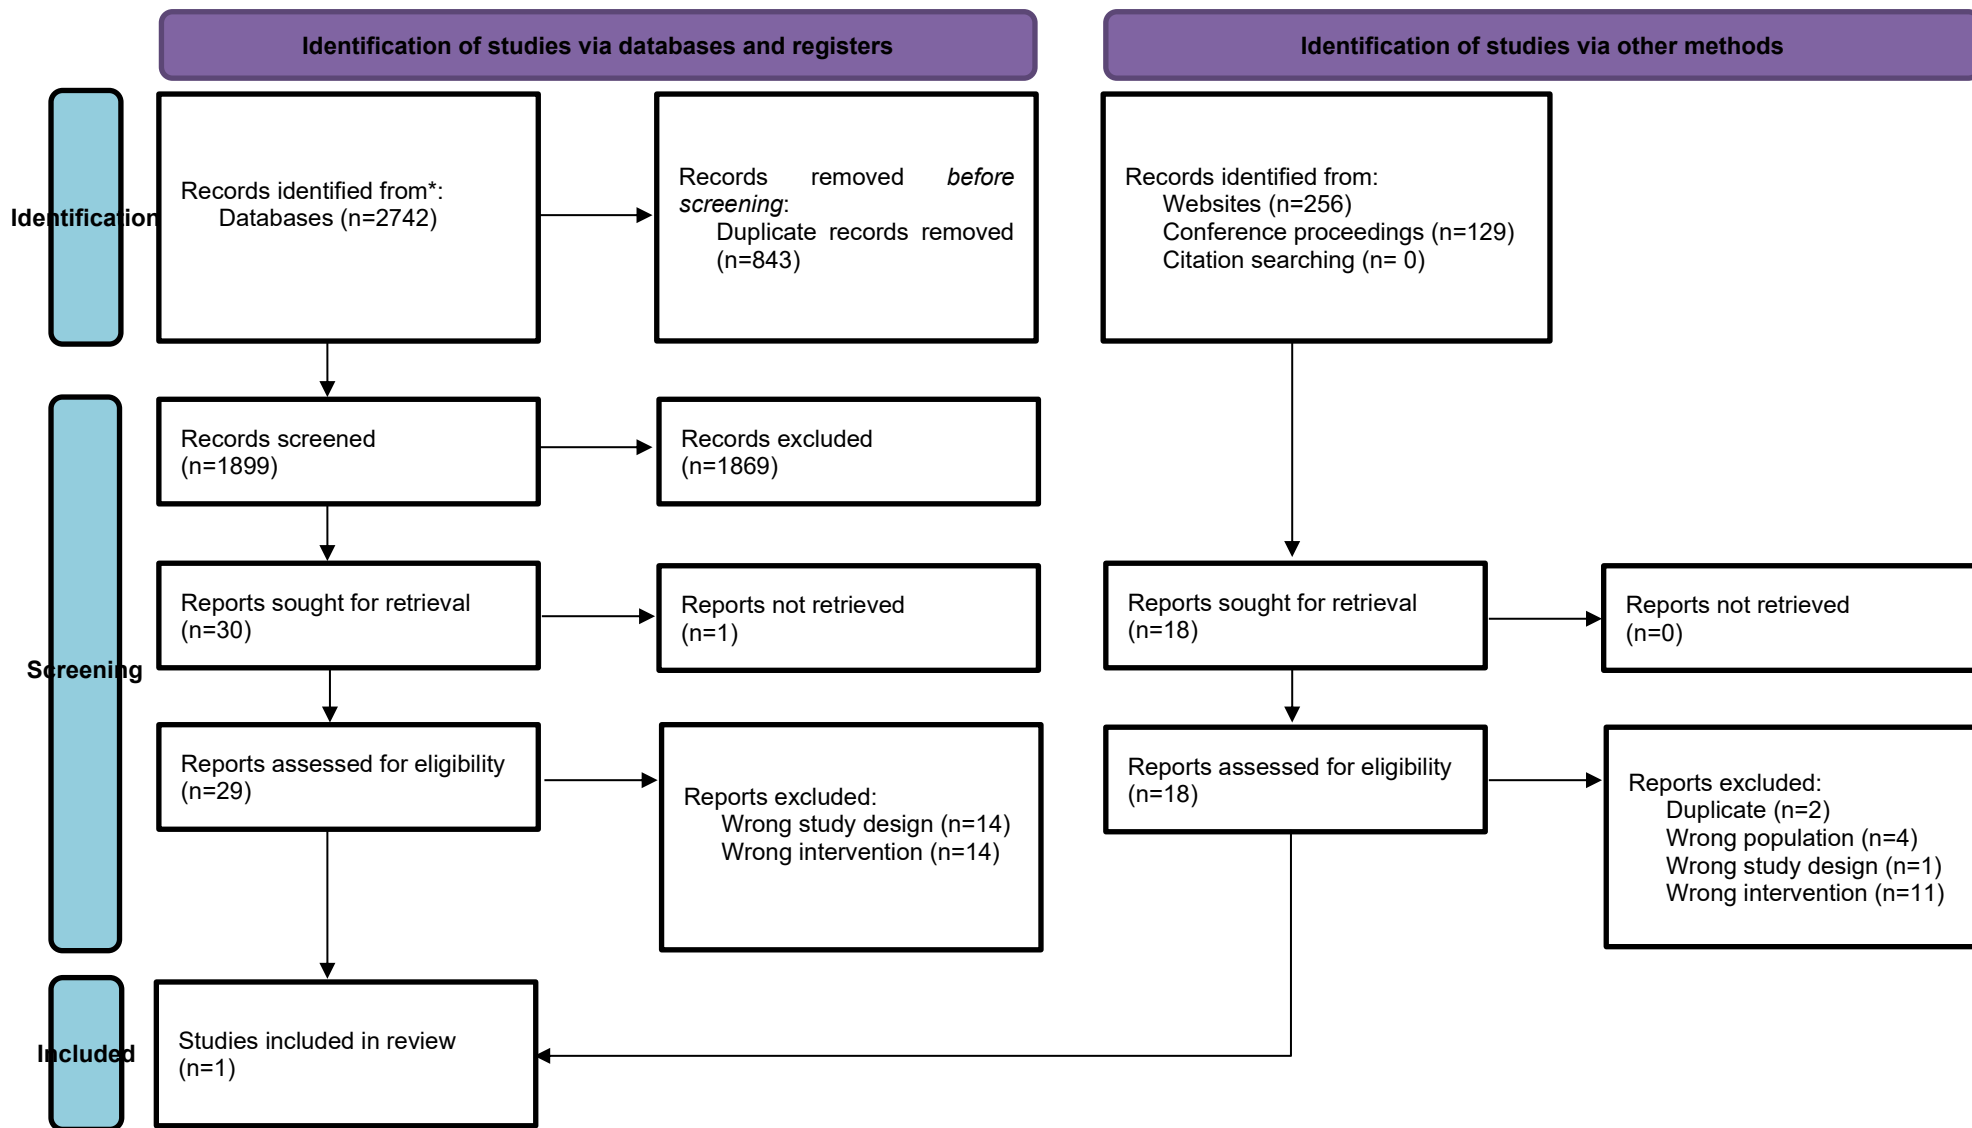 Identification of studies via databases and registers
Identification of studies via other methods
Identification
Records identified from*:
Databases (n=2742)
Records removed before
screening:
Duplicate records removed
(n=843)
Records identified from:
Websites (n=256)
Conference proceedings (n=129)
Citation searching (n= 0)
Screening
Records screened
(n=1899)
Records excluded
(n=1869)
Reports sought for retrieval
(n=30)
Reports not retrieved
(n=1)
Reports sought for retrieval
(n=18)
Reports not retrieved
(n=0)
Reports assessed for eligibility
(n=29)
Reports excluded:
Wrong study design (n=14)
Wrong intervention (n=14)
Reports assessed for eligibility
(n=18)
Reports excluded:
Duplicate (n=2)
Wrong population (n=4)
Wrong study design (n=1)
Wrong intervention (n=11)
Included
Studies included in review
(n=1)